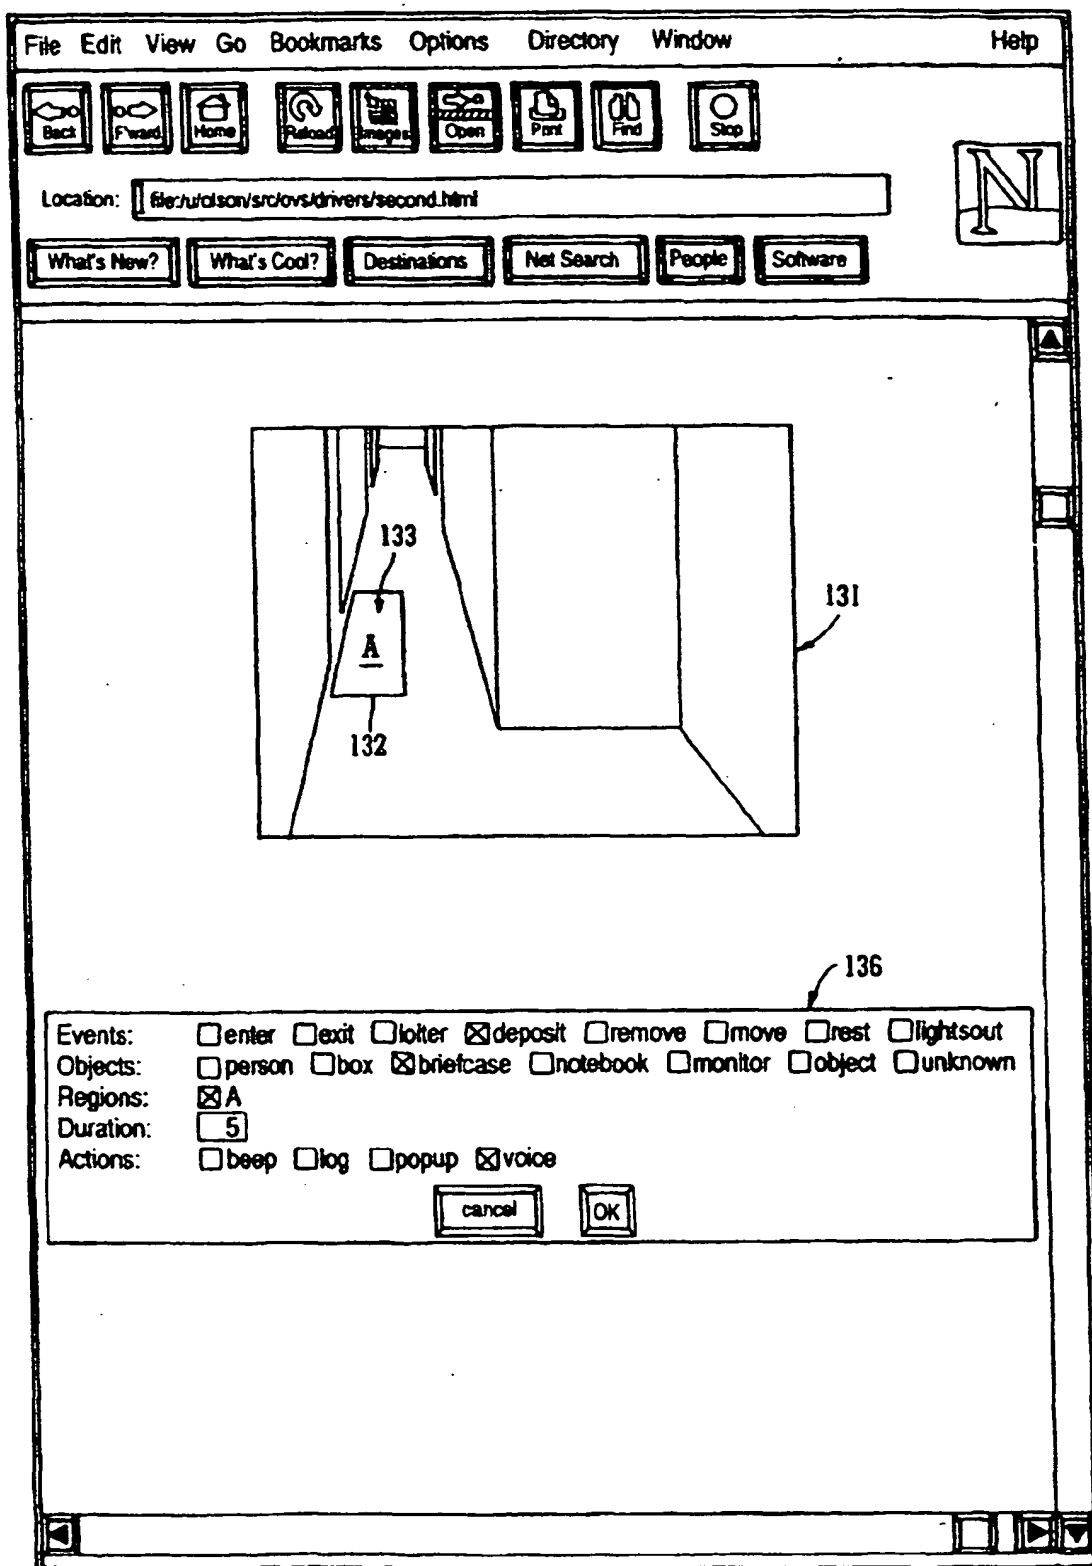 File Edit View Go Bookmarks Options Directory Window Help
Back F'ward Home Reload Images Open Print Find Stop
N
Location: file:/u/olson/src/ovs/drivers/second.html
What's New? What's Cool? Destinations Net Search People Software
133
131
A
132
136
Events: enter exit loiter deposit remove move rest lightsout
Objects: person box briefcase notebook monitor object unknown
Regions: A
Duration: 5
Actions: beep log popup voice
cancel OK